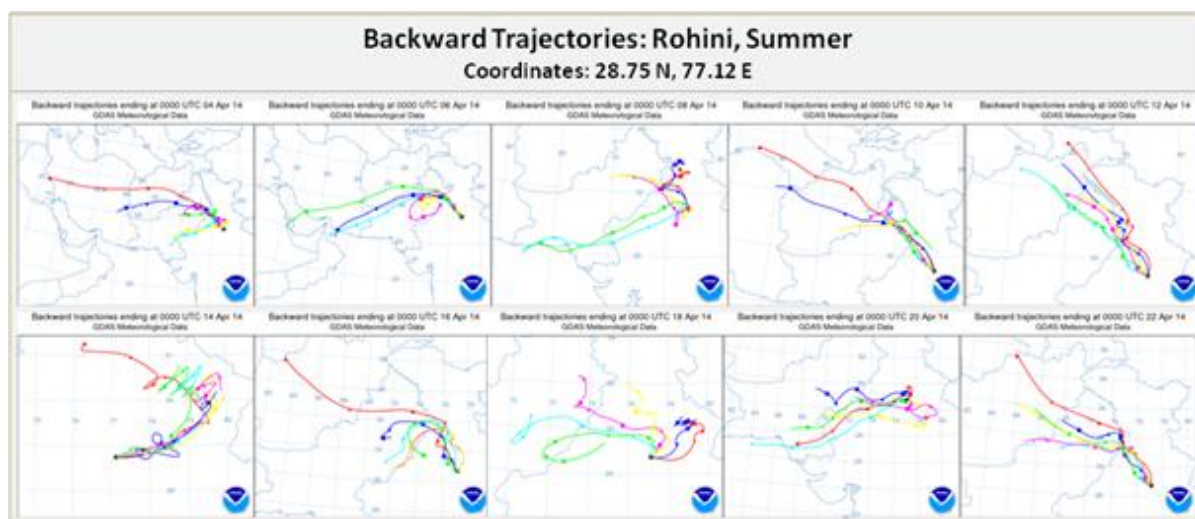 Backward Trajectories: Rohini, Summer
Coordinates: 28.75 N, 77.12 E
Backward trajectories ending at 0000 UTC 04 Apr 14
GDAS Meteorological Data
Backward trajectories ending at 0000 UTC 06 Apr 14
GDAS Meteorological Data
Backward trajectories ending at 0000 UTC 08 Apr 14
GDAS Meteorological Data
Backward trajectories ending at 0000 UTC 10 Apr 14
GDAS Meteorological Data
Backward trajectories ending at 0000 UTC 12 Apr 14
GDAS Meteorological Data
Backward trajectories ending at 0000 UTC 14 Apr 14
GDAS Meteorological Data
Backward trajectories ending at 0000 UTC 16 Apr 14
GDAS Meteorological Data
Backward trajectories ending at 0000 UTC 18 Apr 14
GDAS Meteorological Data
Backward trajectories ending at 0000 UTC 20 Apr 14
GDAS Meteorological Data
Backward trajectories ending at 0000 UTC 22 Apr 14
GDAS Meteorological Data